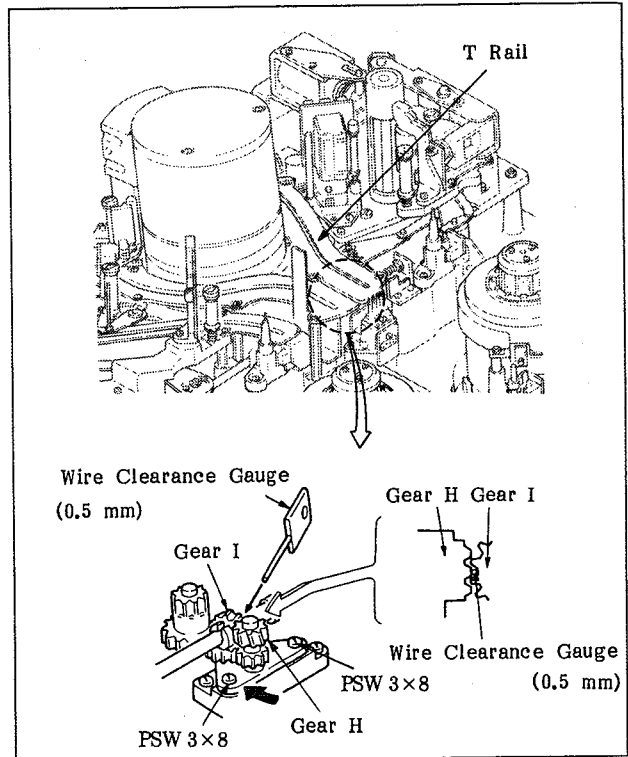 T Rail
Wire Clearance Gauge
(0.5 mm)
Gear I
Gear H Gear I
Wire Clearance Gauge
(0.5 mm)
PSW 3×8
Gear H
PSW 3×8